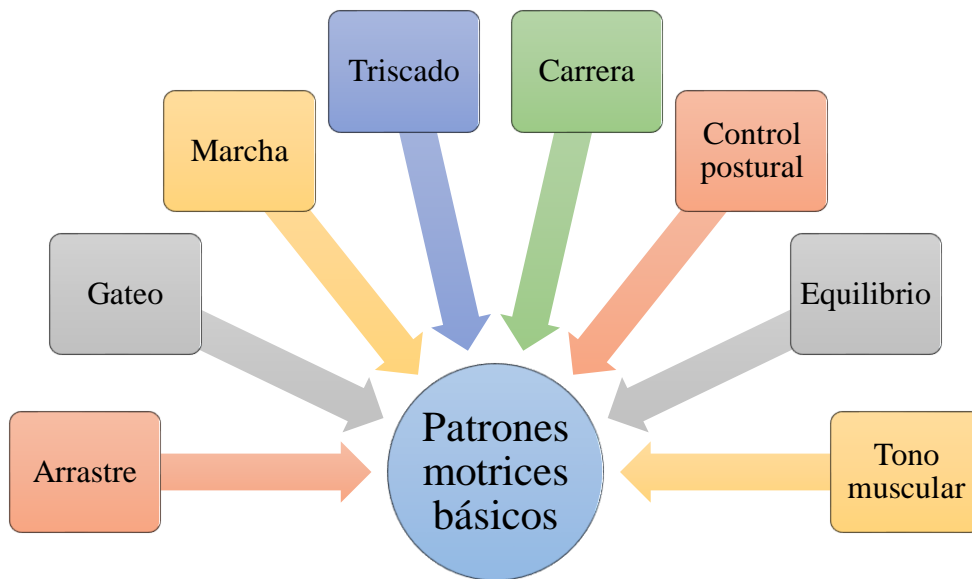 Triscado
Carrera
Marcha
Control
postural
Gateo
Equilibrio
Arrastre
Patrones
motrices
básicos
Tono
muscular